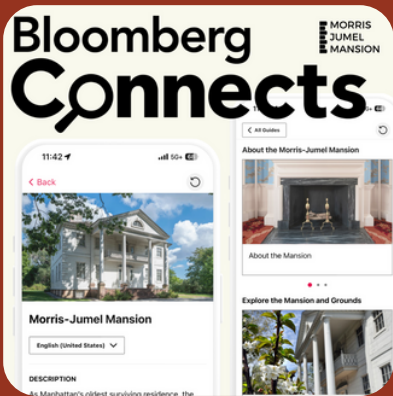 Bloomberg
Connects
MORRIS
JUMEL
MANSION
11:42
5G+
Back
Morris-Jumel Mansion
English (United States)
DESCRIPTION
As Manhattan's oldest surviving residence, the
All Guides
About the Morris-Jumel Mansion
About the Mansion
Explore the Mansion and Grounds